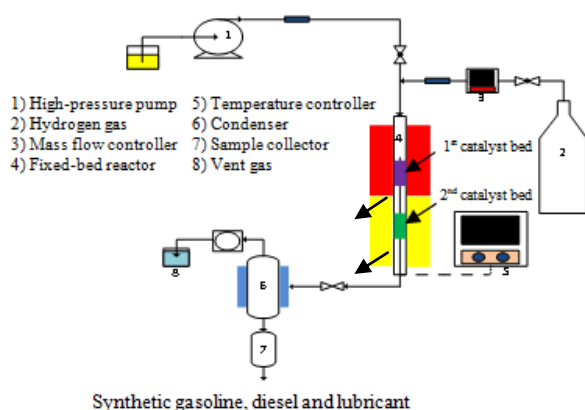 1
1) High-pressure pump 5) Temperature controller
2) Hydrogen gas 6) Condenser
3) Mass flow controller 7) Sample collector
4) Fixed-bed reactor 8) Vent gas
3
4
1st catalyst bed
2
2nd catalyst bed
5
8
6
7
Synthetic gasoline, diesel and lubricant